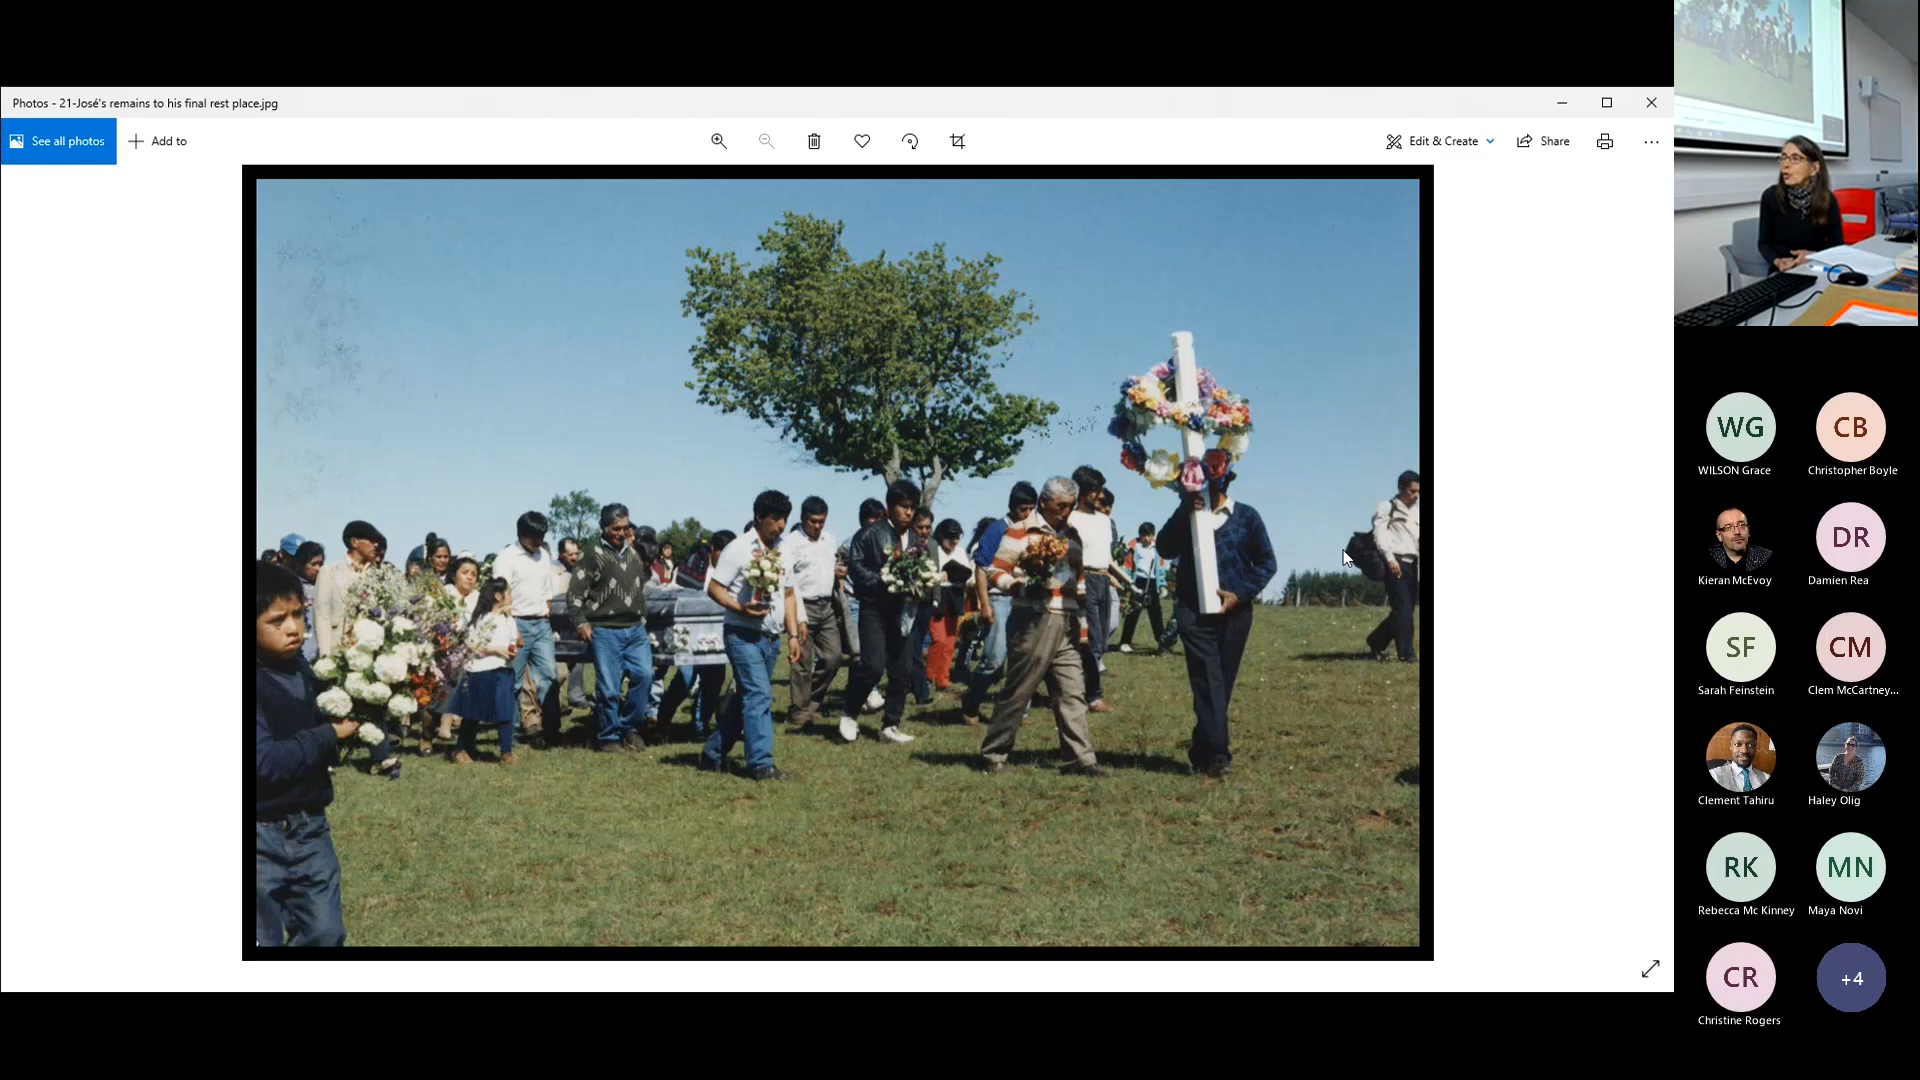 Photos - 21-José's remains to his final rest place.jpg
See all photos
Add to
Edit & Create
Share
WG
CB
WILSON Grace
Christopher Boyle
Kieran McEvoy
DR
Damien Rea
SF
CM
Sarah Feinstein
Clem McCartney...
Clement Tahiru
Haley Olig
RK
MN
Rebecca Mc Kinney
Maya Novi
CR
+4
Christine Rogers